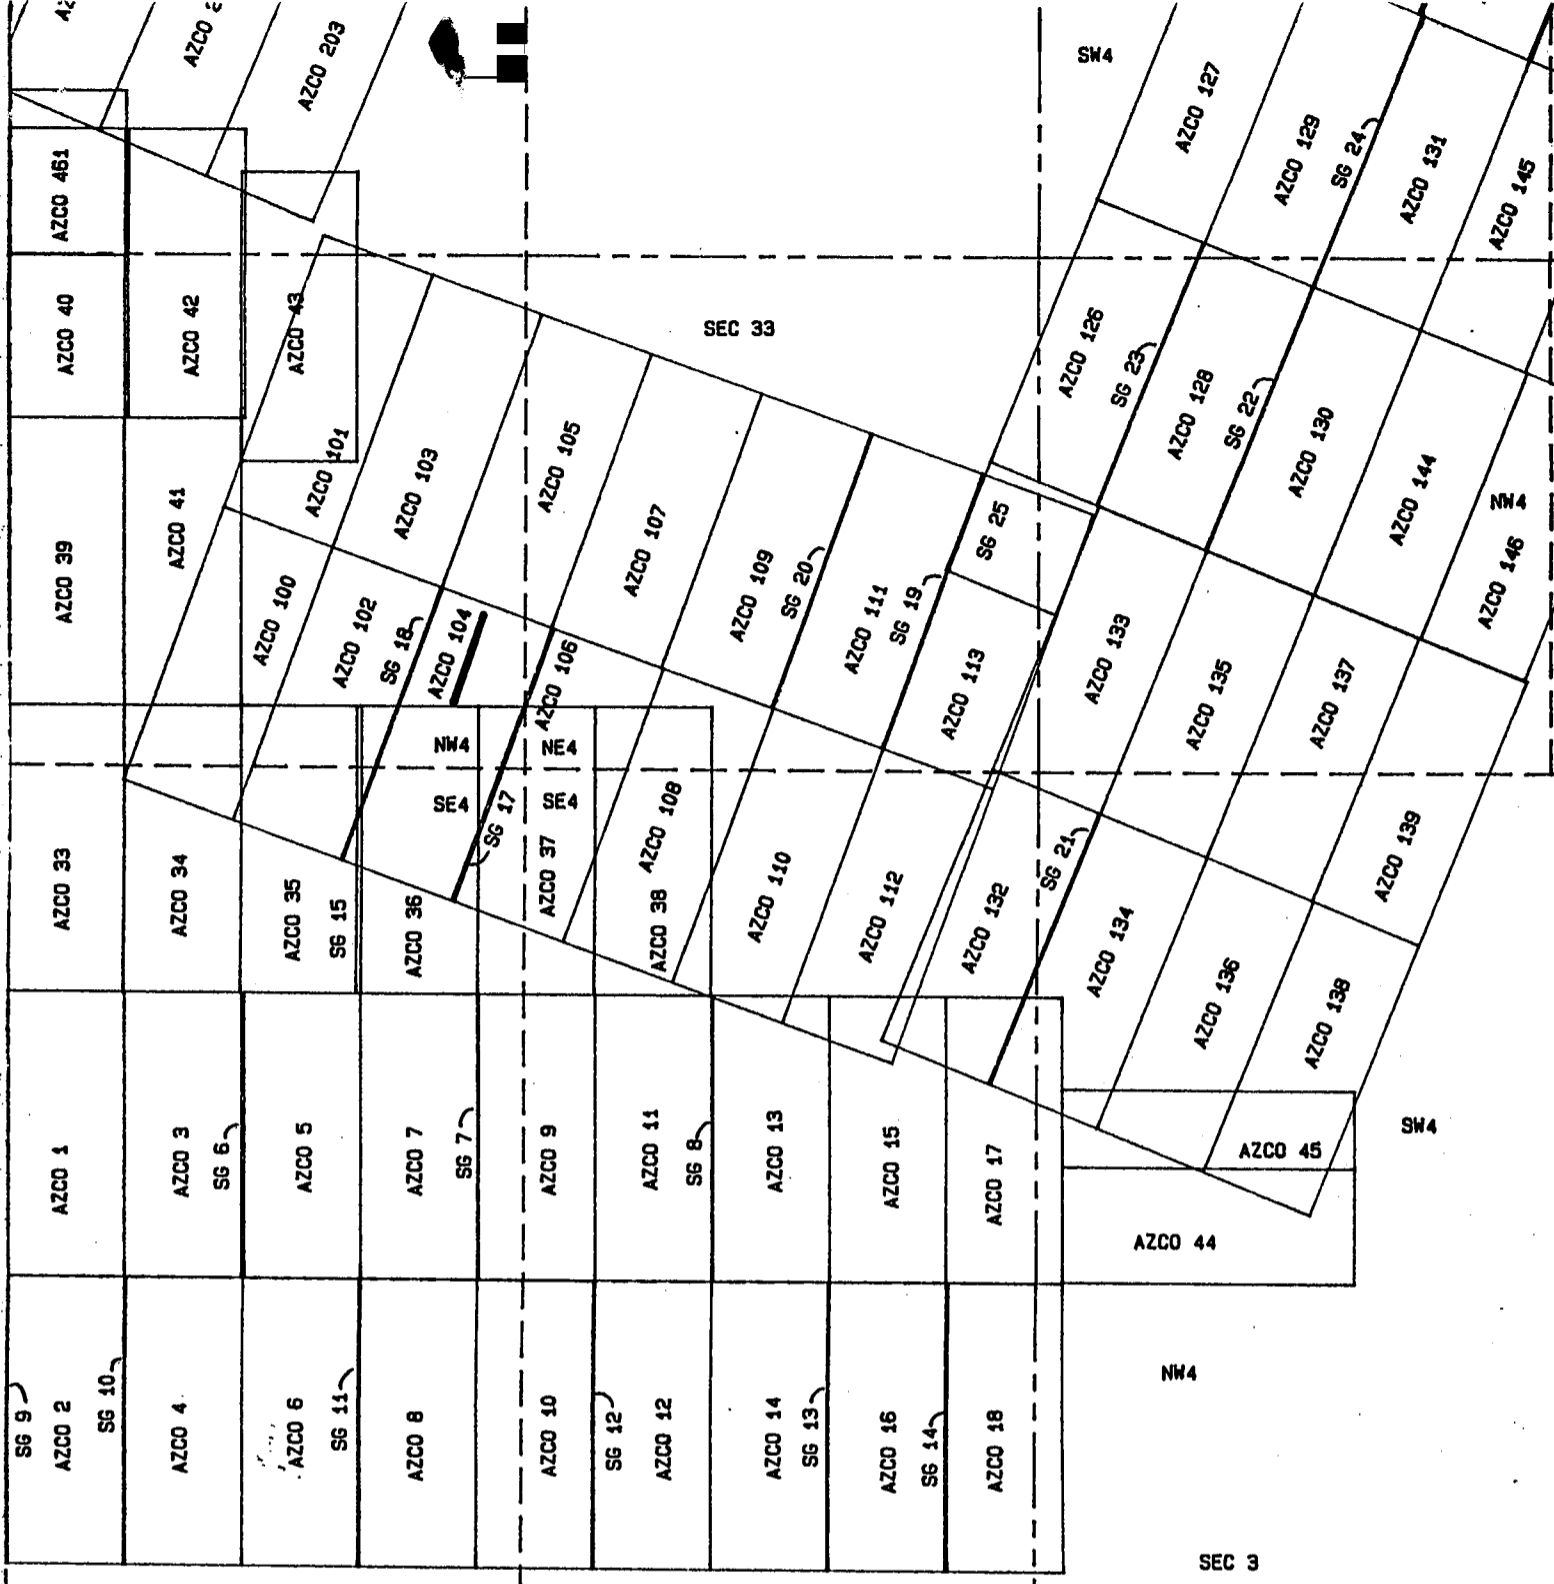 AZCO 203
SW4
AZCO 127
AZCO 129
SG 24
AZCO 131
AZCO 145
AZCO 461
AZCO 40
AZCO 42
AZCO 43
SEC 33
AZCO 126
SG 23
AZCO 128
SG 22
AZCO 130
AZCO 144
NW4
AZCO 146
AZCO 39
AZCO 41
AZCO 101
AZCO 103
AZCO 105
AZCO 107
AZCO 109
SG 20
AZCO 111
SG 19
SG 25
AZCO 100
AZCO 102
SG 18
AZCO 104
AZCO 106
AZCO 113
AZCO 133
AZCO 135
AZCO 137
NW4
NE4
SE4
SE4
SG 17
AZCO 108
AZCO 33
AZCO 34
AZCO 35
SG 15
AZCO 36
AZCO 37
AZCO 38
AZCO 110
AZCO 112
AZCO 132
SG 21
AZCO 134
AZCO 136
AZCO 138
AZCO 139
AZCO 1
AZCO 3
SG 6
AZCO 5
AZCO 7
SG 7
AZCO 9
AZCO 11
SG 8
AZCO 13
AZCO 15
AZCO 17
AZCO 45
SW4
AZCO 44
SG 9
AZCO 2
SG 10
AZCO 4
AZCO 6
SG 11
AZCO 8
AZCO 10
SG 12
AZCO 12
AZCO 14
SG 13
AZCO 16
SG 14
AZCO 18
NW4
SEC 3